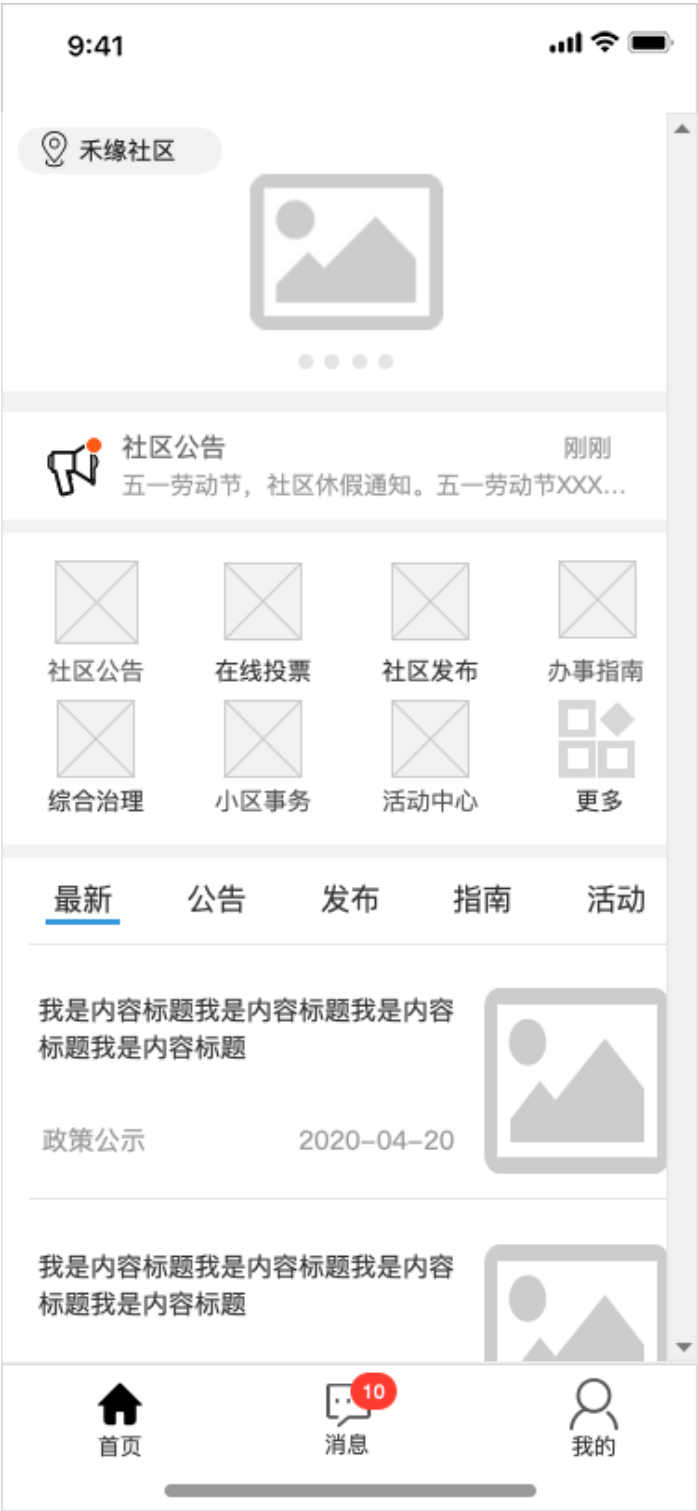 9:41
禾缘社区
社区公告 刚刚
五一劳动节，社区休假通知。五一劳动节XXX...
社区公告 在线投票 社区发布 办事指南
综合治理 小区事务 活动中心 更多
最新 公告 发布 指南 活动
我是内容标题我是内容标题我是内容
标题我是内容标题
政策公示 2020-04-20
我是内容标题我是内容标题我是内容
标题我是内容标题
10
首页 消息 我的